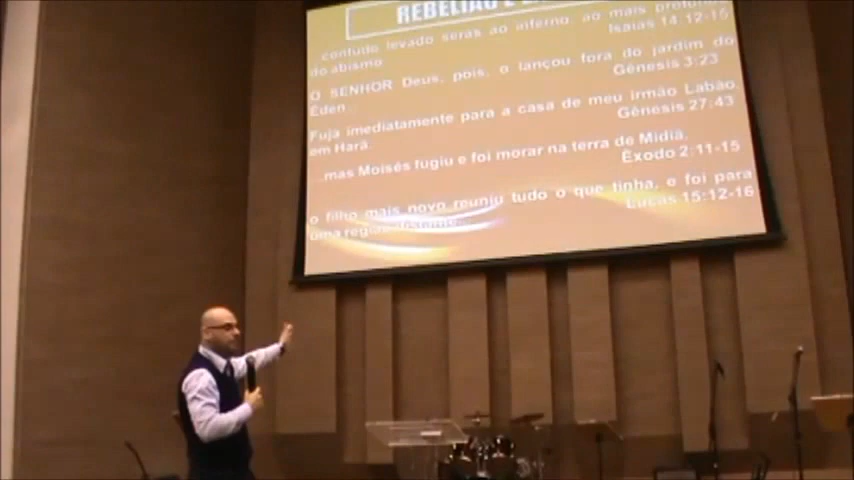 REBELIÃO E
contudo levado serás ao inferno, ao mais profundo
do abismo
Isaías 14:12-15
O SENHOR Deus, pois, o lançou fora do jardim do
Éden...
Gênesis 3:23
Fuja imediatamente para a casa de meu irmão Labão,
em Harã.
Gênesis 27:43
...mas Moisés fugiu e foi morar na terra de Midiã.
Êxodo 2:11-15
o filho mais novo reuniu tudo o que tinha, e foi para
uma região distante
Lucas 15:12-16